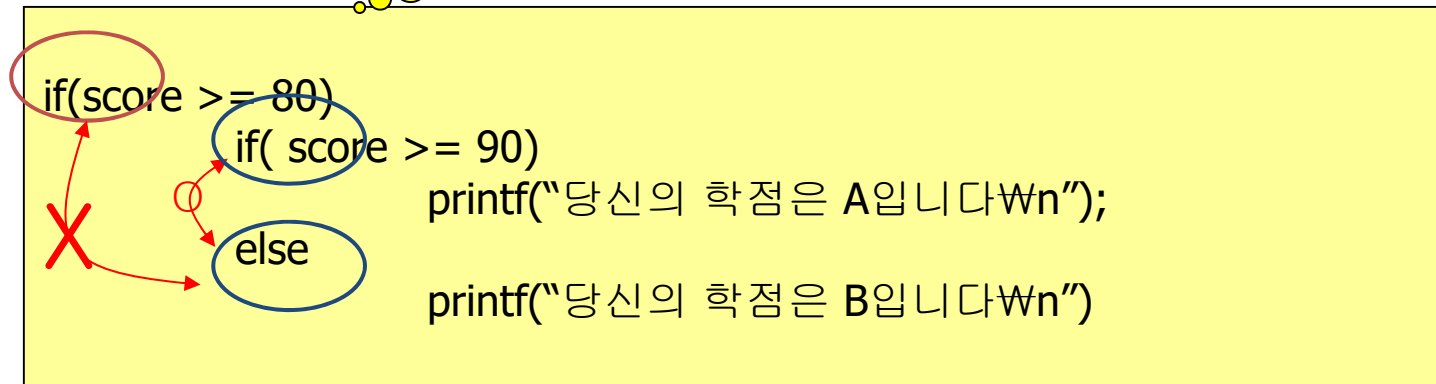 if(score >= 80)
if( score >= 90)
printf(“당신의 학점은 A입니다₩n”);
else
printf(“당신의 학점은 B입니다₩n”)
X
O